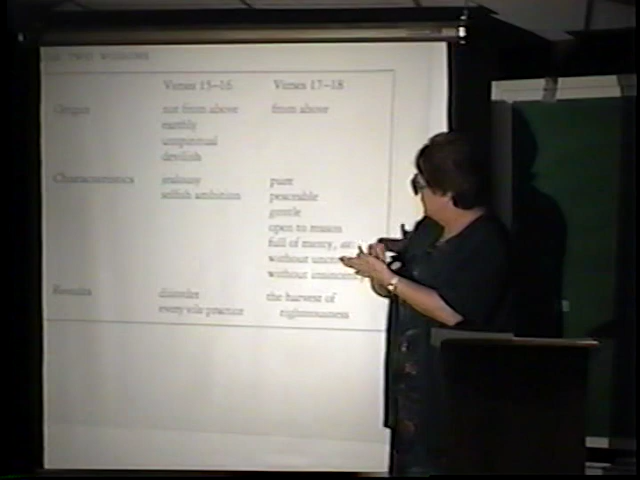 TWO WISDOMS
Verses 15-16 Verses 17-18
Origin not from above from above
earthly
unspiritual
devilish
Characteristics jealousy pure
selfish ambition peaceable
gentle
open to reason
full of mercy,
without
without
Results disorder the harvest of
every vile practice righteousness